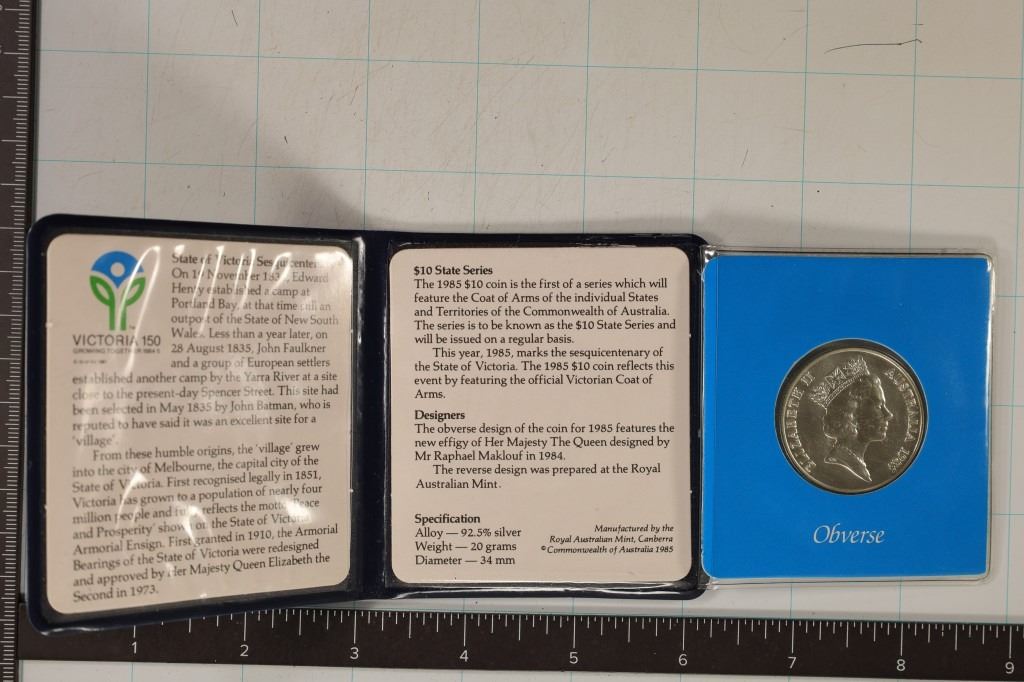 State of Victoria Sesquicenten
On 19 November 183 , Edward
Henty established a camp at
Portland Bay, at that time still an
outpost of the State of New South
Wales. Less than a year later, on
28 August 1835, John Faulkner
and a group of European settlers
established another camp by the Yarra River at a site
close to the present-day Spencer Street. This site had
been selected in May 1835 by John Batman, who is
reputed to have said it was an excellent site for a
'village'.
From these humble origins, the 'village' grew
into the city of Melbourne, the capital city of the
State of Victoria. First recognised legally in 1851,
Victoria has grown to a population of nearly four
million people and fully reflects the motto 'Peace
and Prosperity' shown on the State of Victoria
Armorial Ensign. First granted in 1910, the Armorial
Bearings of the State of Victoria were redesigned
and approved by Her Majesty Queen Elizabeth the
Second in 1973.
VICTORIA 150
GROWING TOGETHER 1984·5
$10 State Series
The 1985 $10 coin is the first of a series which will
feature the Coat of Arms of the individual States
and Territories of the Commonwealth of Australia.
The series is to be known as the $10 State Series and
will be issued on a regular basis.
This year, 1985, marks the sesquicentenary of
the State of Victoria. The 1985 $10 coin reflects this
event by featuring the official Victorian Coat of
Arms.
Designers
The obverse design of the coin for 1985 features the
new effigy of Her Majesty The Queen designed by
Mr Raphael Maklouf in 1984.
The reverse design was prepared at the Royal
Australian Mint.
Specification
Alloy — 92.5% silver
Weight — 20 grams
Diameter — 34 mm
Manufactured by the
Royal Australian Mint, Canberra
©Commonwealth of Australia 1985
ELIZABETH II
AUSTRALIA 1985
Obverse
1 2 3 4 5 6 7 8 9